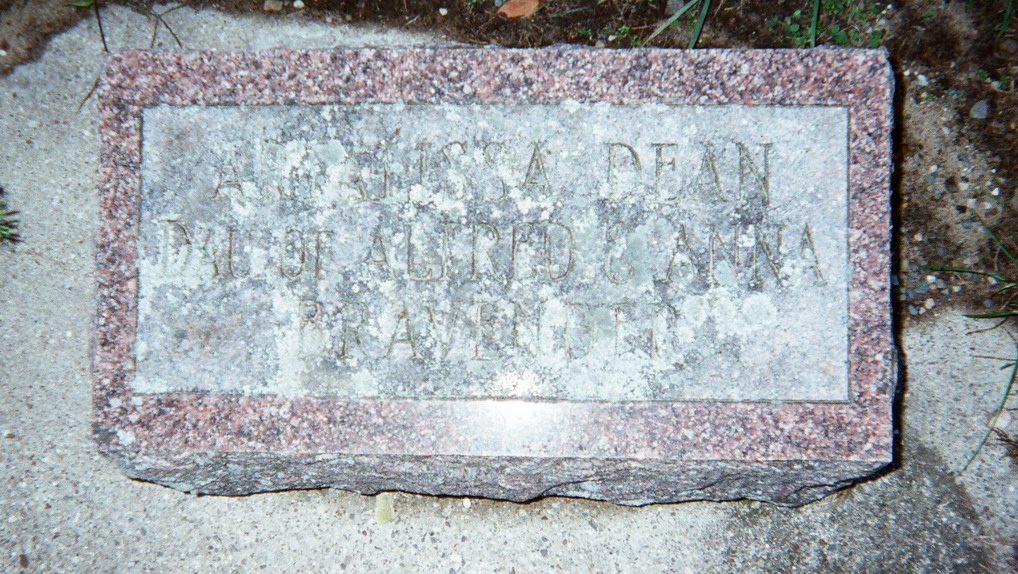 DEAN
DAU OF ALFRED & ANNA
BRAVENDER